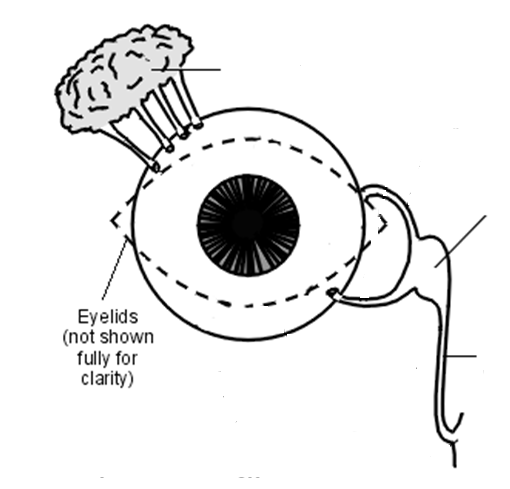 Eyelids
(not shown
fully for
clarity)